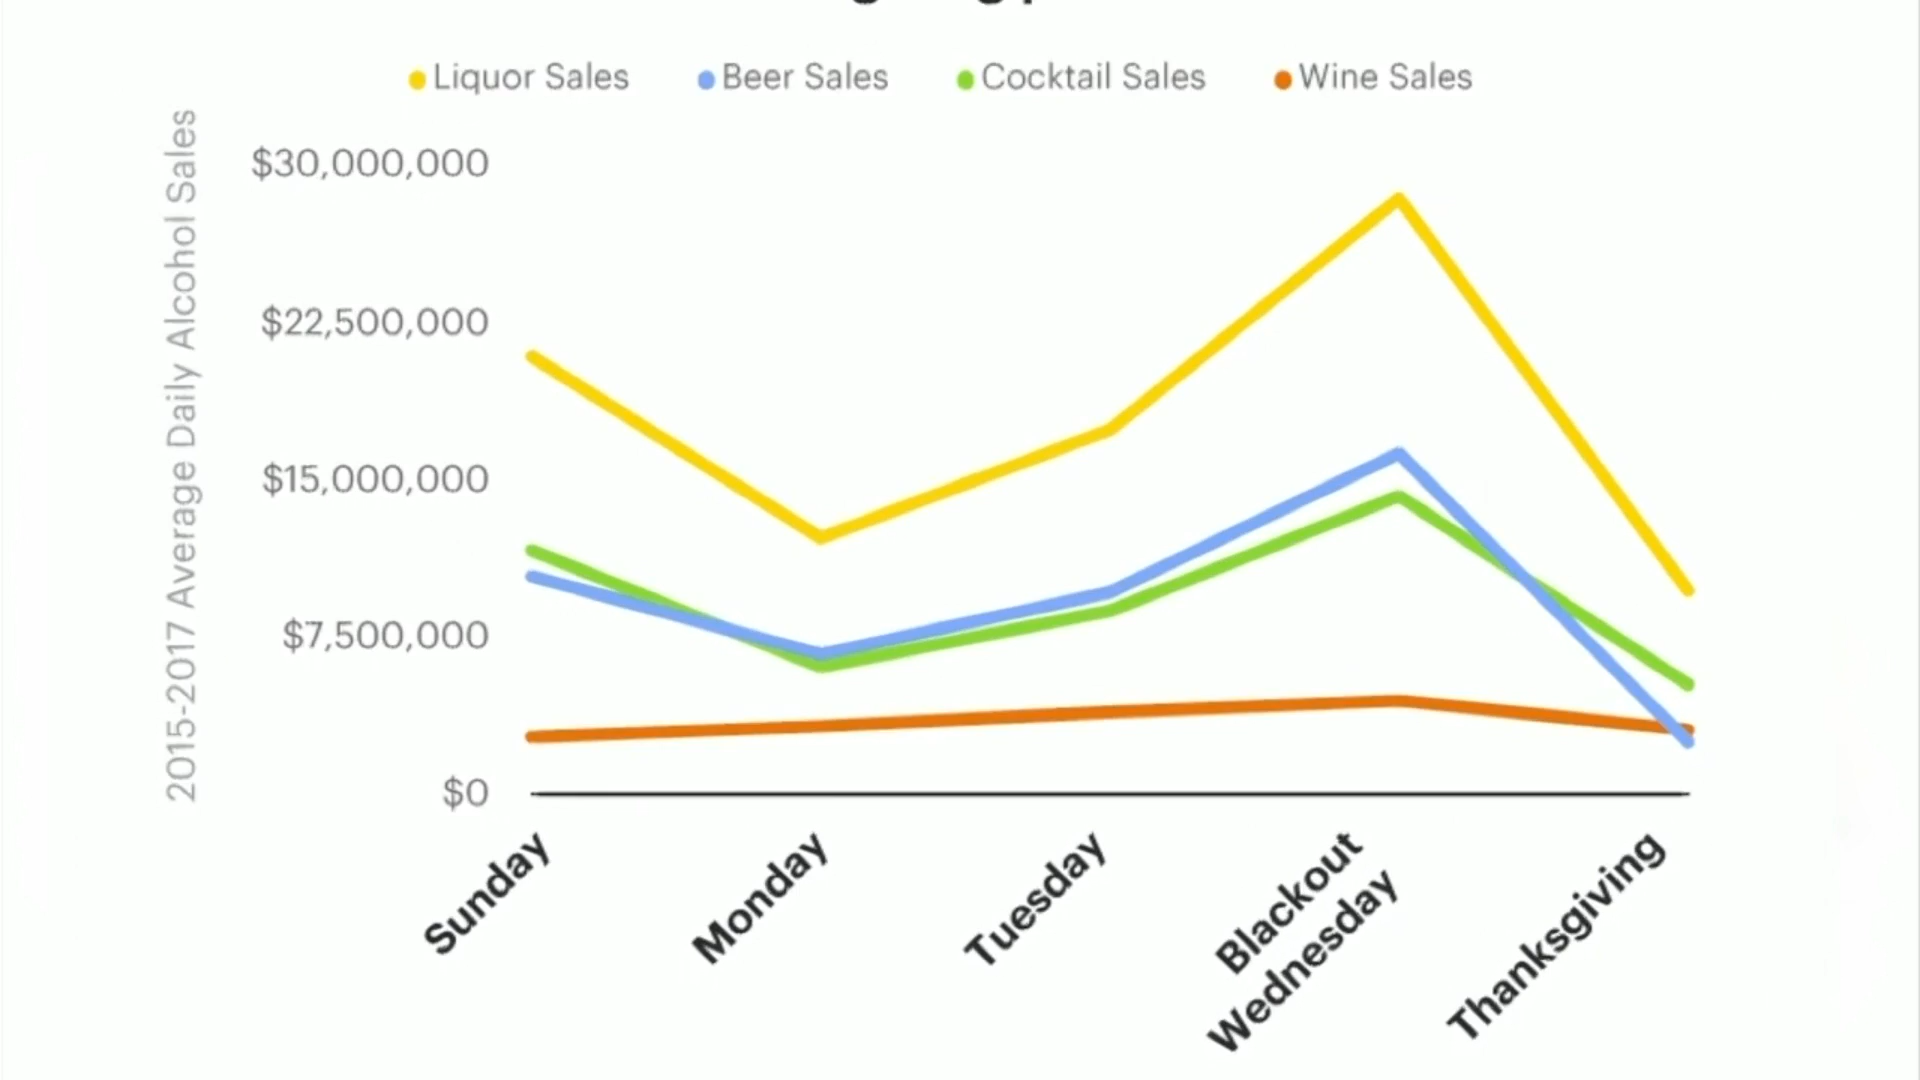 Liquor Sales
Beer Sales
Cocktail Sales
Wine Sales
2015-2017 Average Daily Alcohol Sales
$30,000,000
$22,500,000
$15,000,000
$7,500,000
$0
Sunday
Monday
Tuesday
Blackout
Wednesday
Thanksgiving